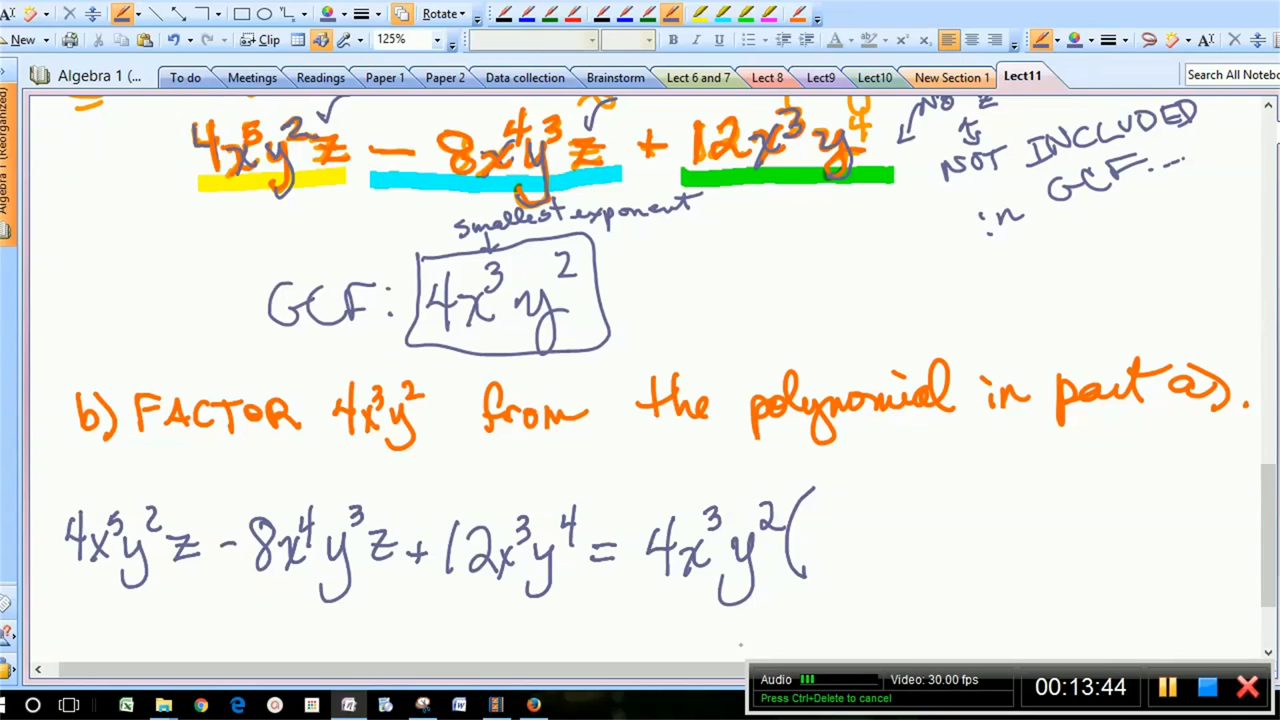 Rotate
New
Clip
125%
Algebra 1 (...
To do
Meetings
Readings
Paper 1
Paper 2
Data collection
Brainstorm
Lect 6 and 7
Lect 8
Lect9
Lect10
New Section 1
Lect11
Search All Notebo
Algebra 1 (Reorganized)
4x⁵y²z − 8x⁴y³z + 12x³y⁴
No z
NOT INCLUDED
in GCF...
smallest exponent
GCF: 4x³y²
b) FACTOR 4x³y² from the polynomial in part a).
4x⁵y²z − 8x⁴y³z + 12x³y⁴ = 4x³y²(
Audio
Video: 30.00 fps
Press Ctrl+Delete to cancel
00:13:44